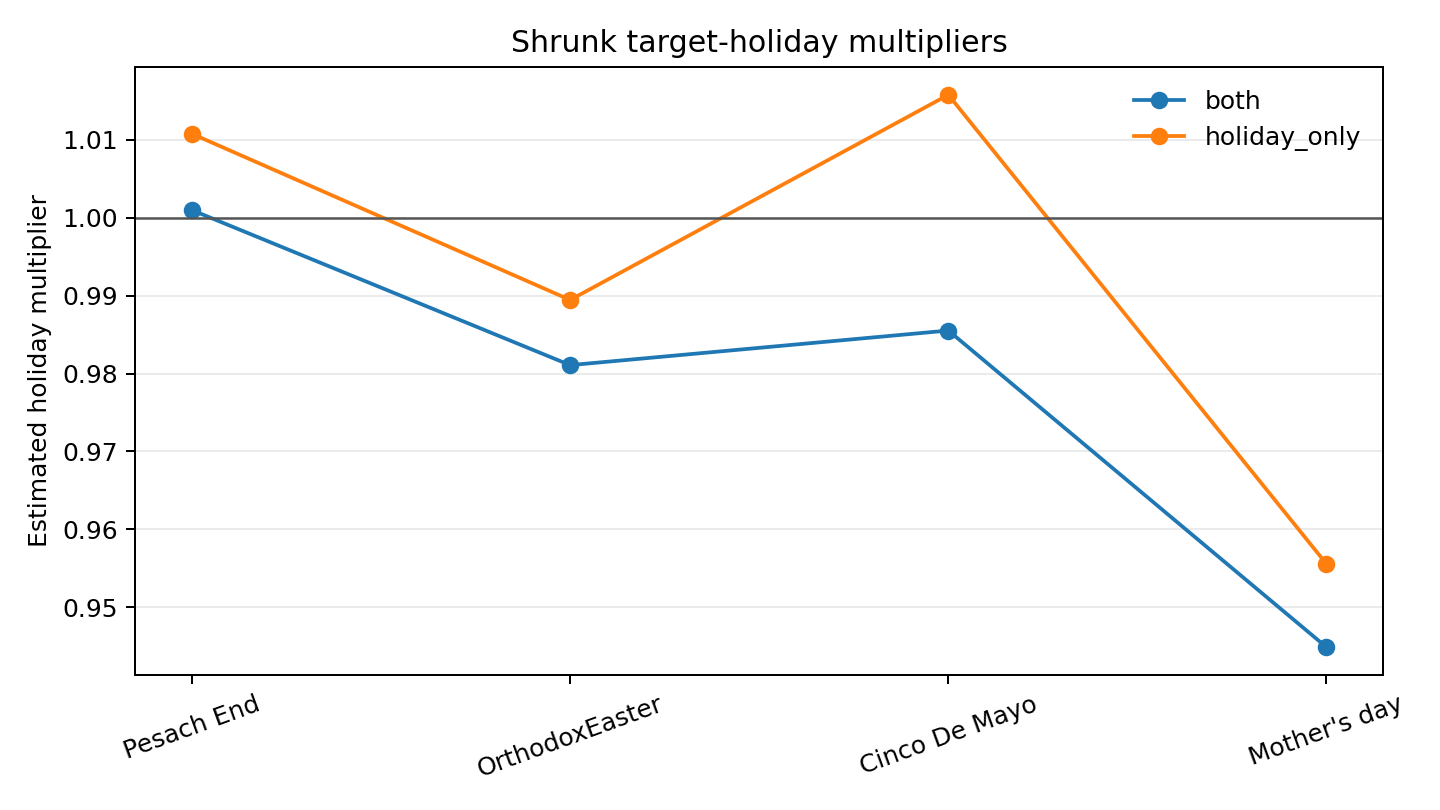 Shrunk target-holiday multipliers
both
holiday_only
Estimated holiday multiplier
1.01
1.00
0.99
0.98
0.97
0.96
0.95
Pesach End
OrthodoxEaster
Cinco De Mayo
Mother's day